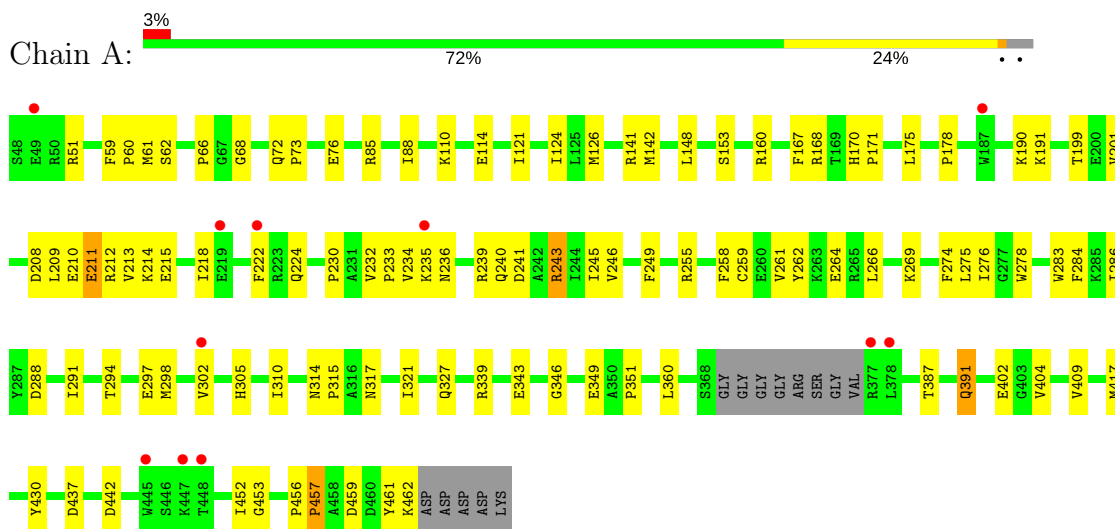 3%
Chain A:
72% 24% • •
S48 E49 R50 R51 F59 P60 M61 S62 P66 G67 G68 Q72 P73 E76 R85 I88 K110 E114 I121 I124 L125 M126 R141 M142 L148 S153 R160 F167 R168 T169 H170 P171 L175 P178 W187 K190 K191 T199 E200 V201
D208 L209 E210 E211 R212 V213 K214 E215 I218 E219 F222 R223 Q224 P230 A231 V232 P233 V234 K235 N236 R239 Q240 D241 A242 R243 I244 I245 V246 F249 R255 F258 C259 E260 V261 Y262 K263 E264 R265 L266 K269 F274 L275 I276 G277 W278 W283 F284 K285 I286
Y287 D288 I291 T294 E297 M298 V302 H305 I310 N314 P315 A316 N317 I321 Q327 R339 E343 G346 E349 A350 P351 L360 S368 GLY GLY GLY GLY ARG SER GLY VAL R377 L378 T387 Q391 E402 G403 V404 V409 M417
Y430 D437 D442 W445 S446 K447 T448 I452 G453 P456 P457 A458 D459 D460 Y461 K462 ASP ASP ASP ASP LYS